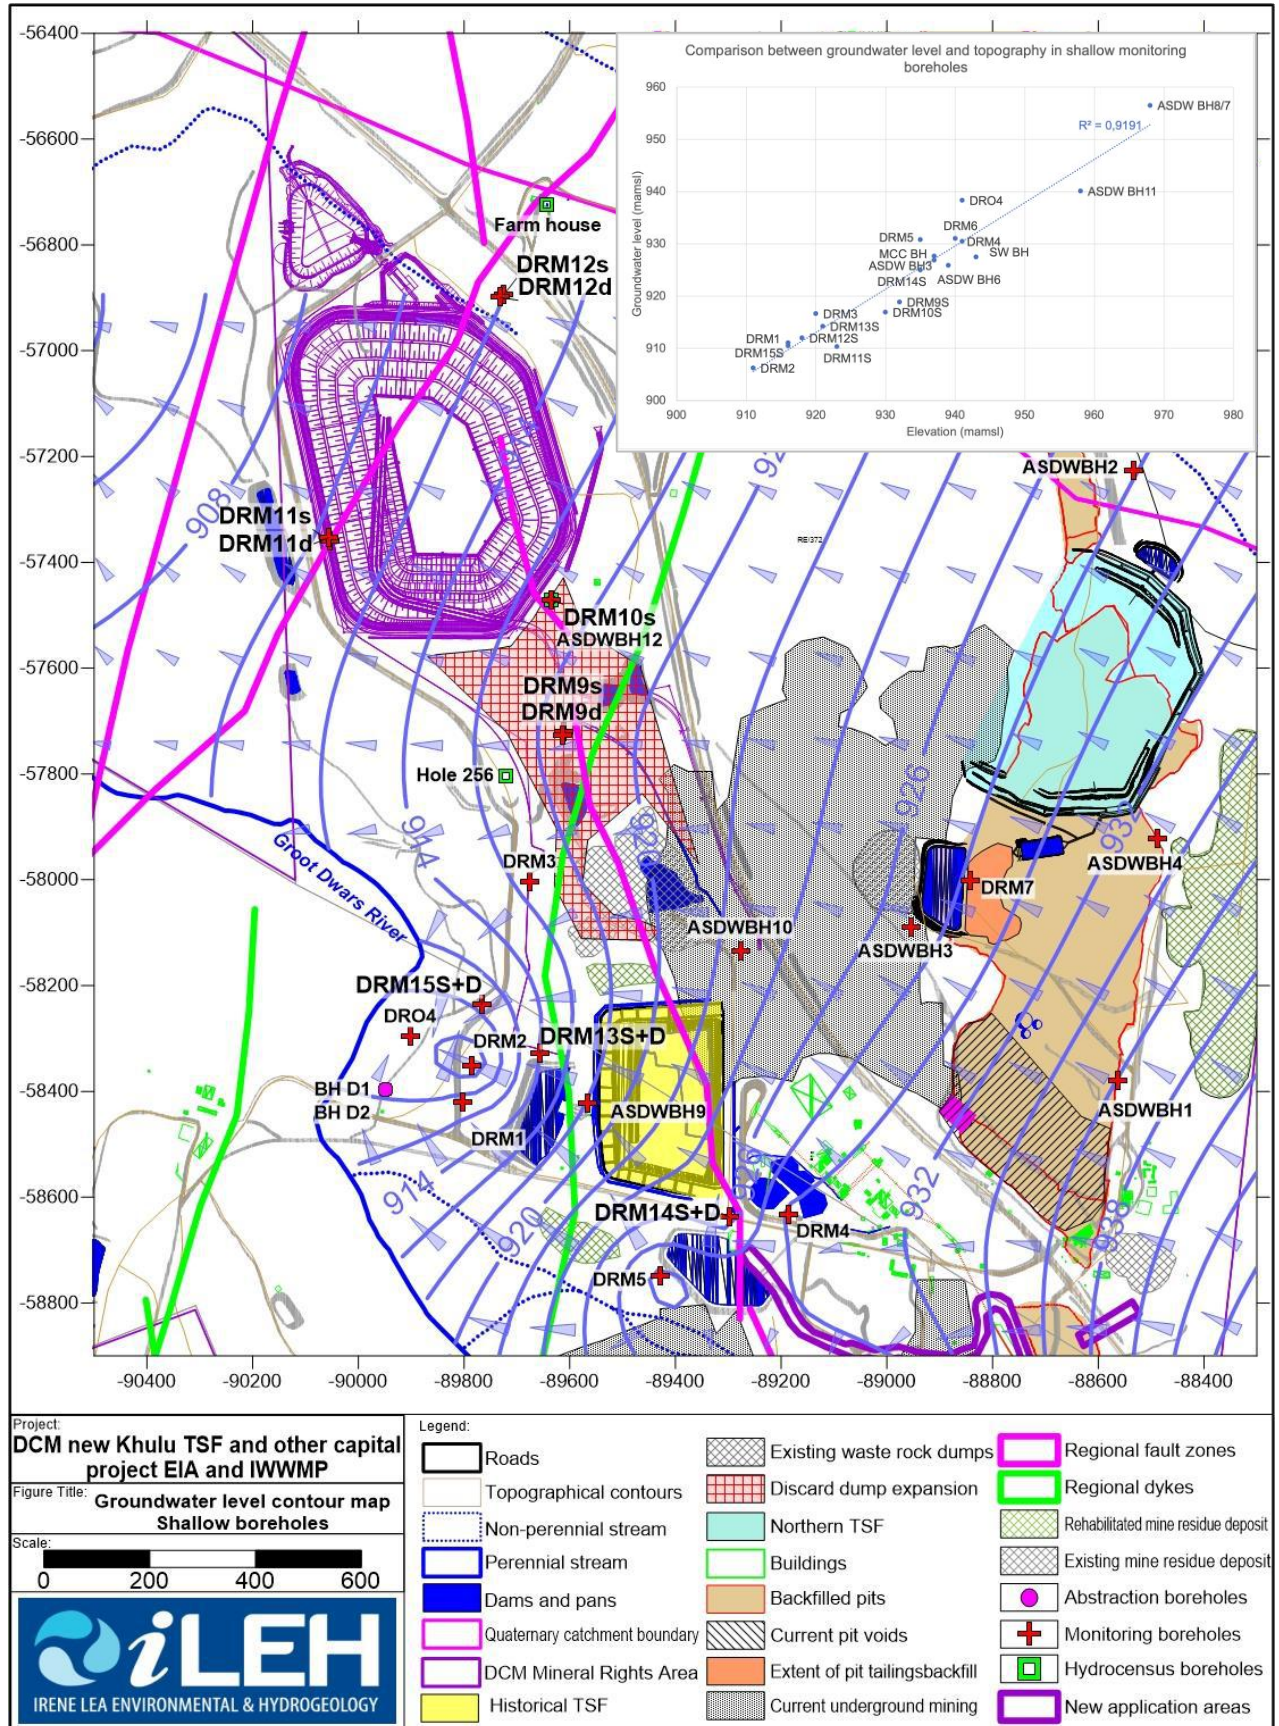 Comparison between groundwater level and topography in shallow monitoring
boreholes
960
950
940
930
920
910
900
900 910 920 930 940 950 960 970 980
Groundwater level (mamsl)
Elevation (mamsl)
R² = 0,9191
ASDW BH8/7
ASDW BH11
DRO4
DRM6
DRM5
DRM4
MCC BH
SW BH
ASDW BH3
DRM14S
ASDW BH6
DRM9S
DRM10S
DRM3
DRM13S
DRM1
DRM12S
DRM15S
DRM11S
DRM2
-56400
-56600
-56800
-57000
-57200
-57400
-57600
-57800
-58000
-58200
-58400
-58600
-58800
Farm house
DRM12s
DRM12d
ASDWBH2
908
DRM11s
DRM11d
RE/372
DRM10s
ASDWBH12
DRM9s
DRM9d
Hole 256
926
914
Groot Dwars River
DRM3
ASDWBH4
DRM7
ASDWBH10
ASDWBH3
DRM15S+D
DRO4
DRM2
DRM13S+D
BH D1
BH D2
ASDWBH9
ASDWBH1
DRM1
914
920
926
932
938
DRM14S+D
DRM4
DRM5
-90400 -90200 -90000 -89800 -89600 -89400 -89200 -89000 -88800 -88600 -88400
Project:
DCM new Khulu TSF and other capital
project EIA and IWWMP
Figure Title:
Groundwater level contour map
Shallow boreholes
Scale:
0 200 400 600
iLEH
IRENE LEA ENVIRONMENTAL & HYDROGEOLOGY
Legend:
Roads
Topographical contours
Non-perennial stream
Perennial stream
Dams and pans
Quaternary catchment boundary
DCM Mineral Rights Area
Historical TSF
Existing waste rock dumps
Discard dump expansion
Northern TSF
Buildings
Backfilled pits
Current pit voids
Extent of pit tailingsbackfill
Current underground mining
Regional fault zones
Regional dykes
Rehabilitated mine residue deposit
Existing mine residue deposit
Abstraction boreholes
Monitoring boreholes
Hydrocensus boreholes
New application areas